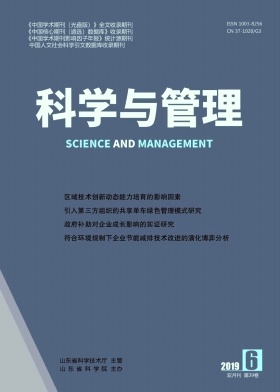 《中国学术期刊（光盘版）》全文收录期刊
《中国核心期刊（遴选）数据库》收录期刊
《中国学术期刊影响因子年报》统计源期刊
中国人文社会科学引文数据库收录期刊
ISSN 1003-8256
CN 37-1020/G3
科学与管理
SCIENCE AND MANAGEMENT
区域技术创新动态能力培育的影响因素
引入第三方组织的共享单车绿色管理模式研究
政府补助对企业成长影响的实证研究
符合环境规制下企业节能减排技术改进的演化博弈分析
山东省科学技术厅 主管
山东省科学院 主办
2019 6
双月刊 第39卷